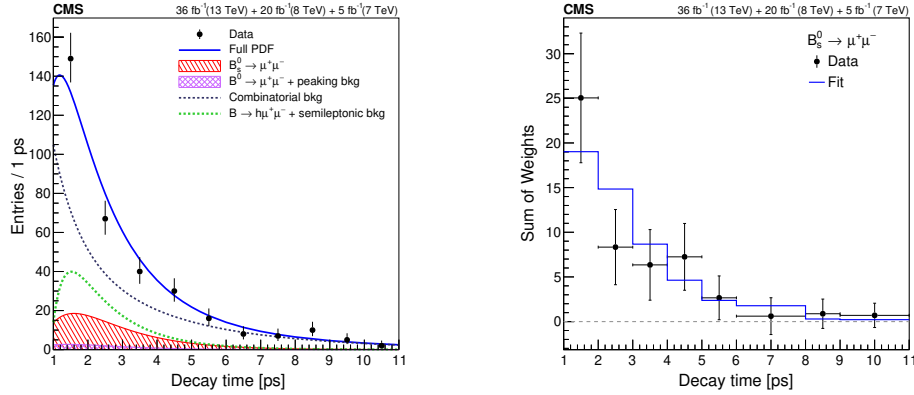 CMS
36 fb⁻¹(13 TeV) + 20 fb⁻¹(8 TeV) + 5 fb⁻¹(7 TeV)
Entries / 1 ps
160
140
120
100
80
60
40
20
0
Data
Full PDF
B⁰ₛ → μ⁺μ⁻
B⁰ → μ⁺μ⁻ + peaking bkg
Combinatorial bkg
B → hμ⁺μ⁻ + semileptonic bkg
1 2 3 4 5 6 7 8 9 10 11
Decay time [ps]
CMS
36 fb⁻¹(13 TeV) + 20 fb⁻¹(8 TeV) + 5 fb⁻¹(7 TeV)
Sum of Weights
30
25
20
15
10
5
0
B⁰ₛ → μ⁺μ⁻
Data
Fit
1 2 3 4 5 6 7 8 9 10 11
Decay time [ps]